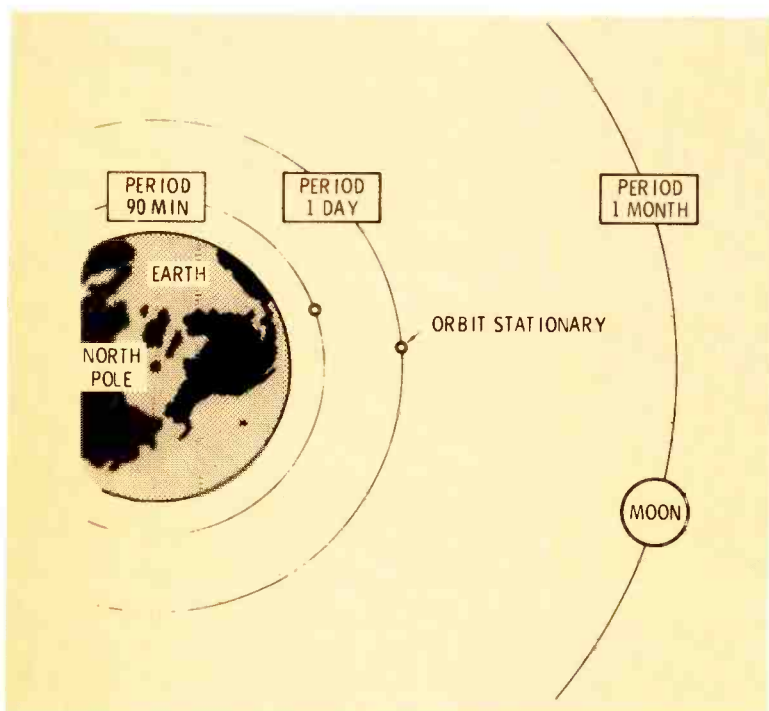 PERIOD
90 MIN
PERIOD
1 DAY
PERIOD
1 MONTH
EARTH
ORBIT STATIONARY
NORTH
POLE
MOON